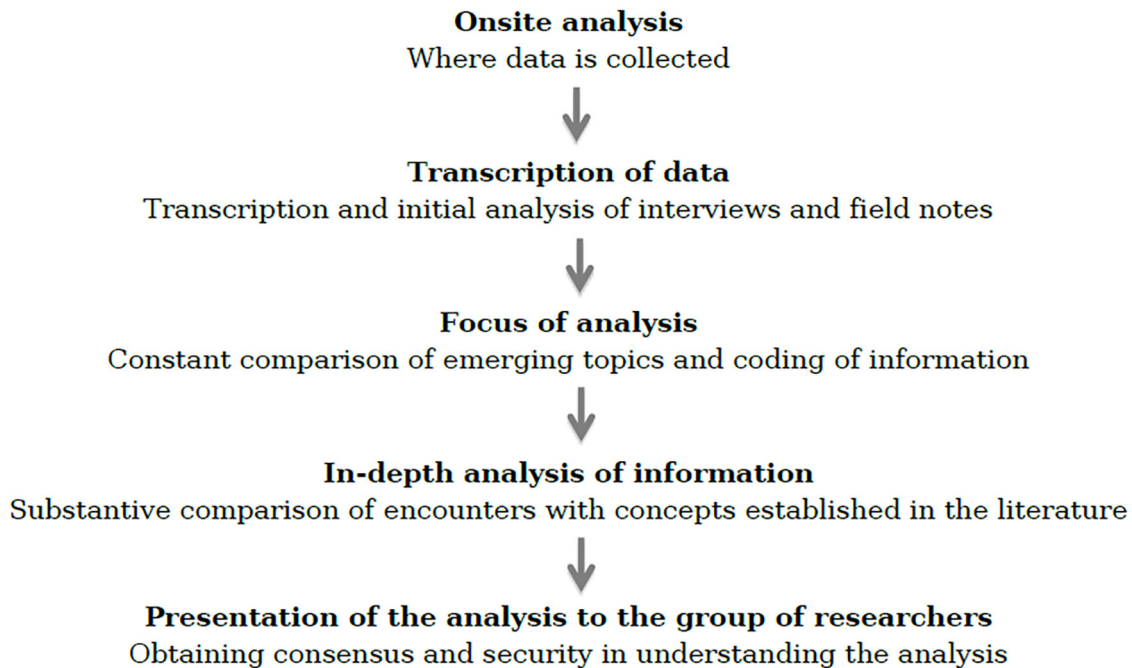 Onsite analysis
Where data is collected
Transcription of data
Transcription and initial analysis of interviews and field notes
Focus of analysis
Constant comparison of emerging topics and coding of information
In-depth analysis of information
Substantive comparison of encounters with concepts established in the literature
Presentation of the analysis to the group of researchers
Obtaining consensus and security in understanding the analysis